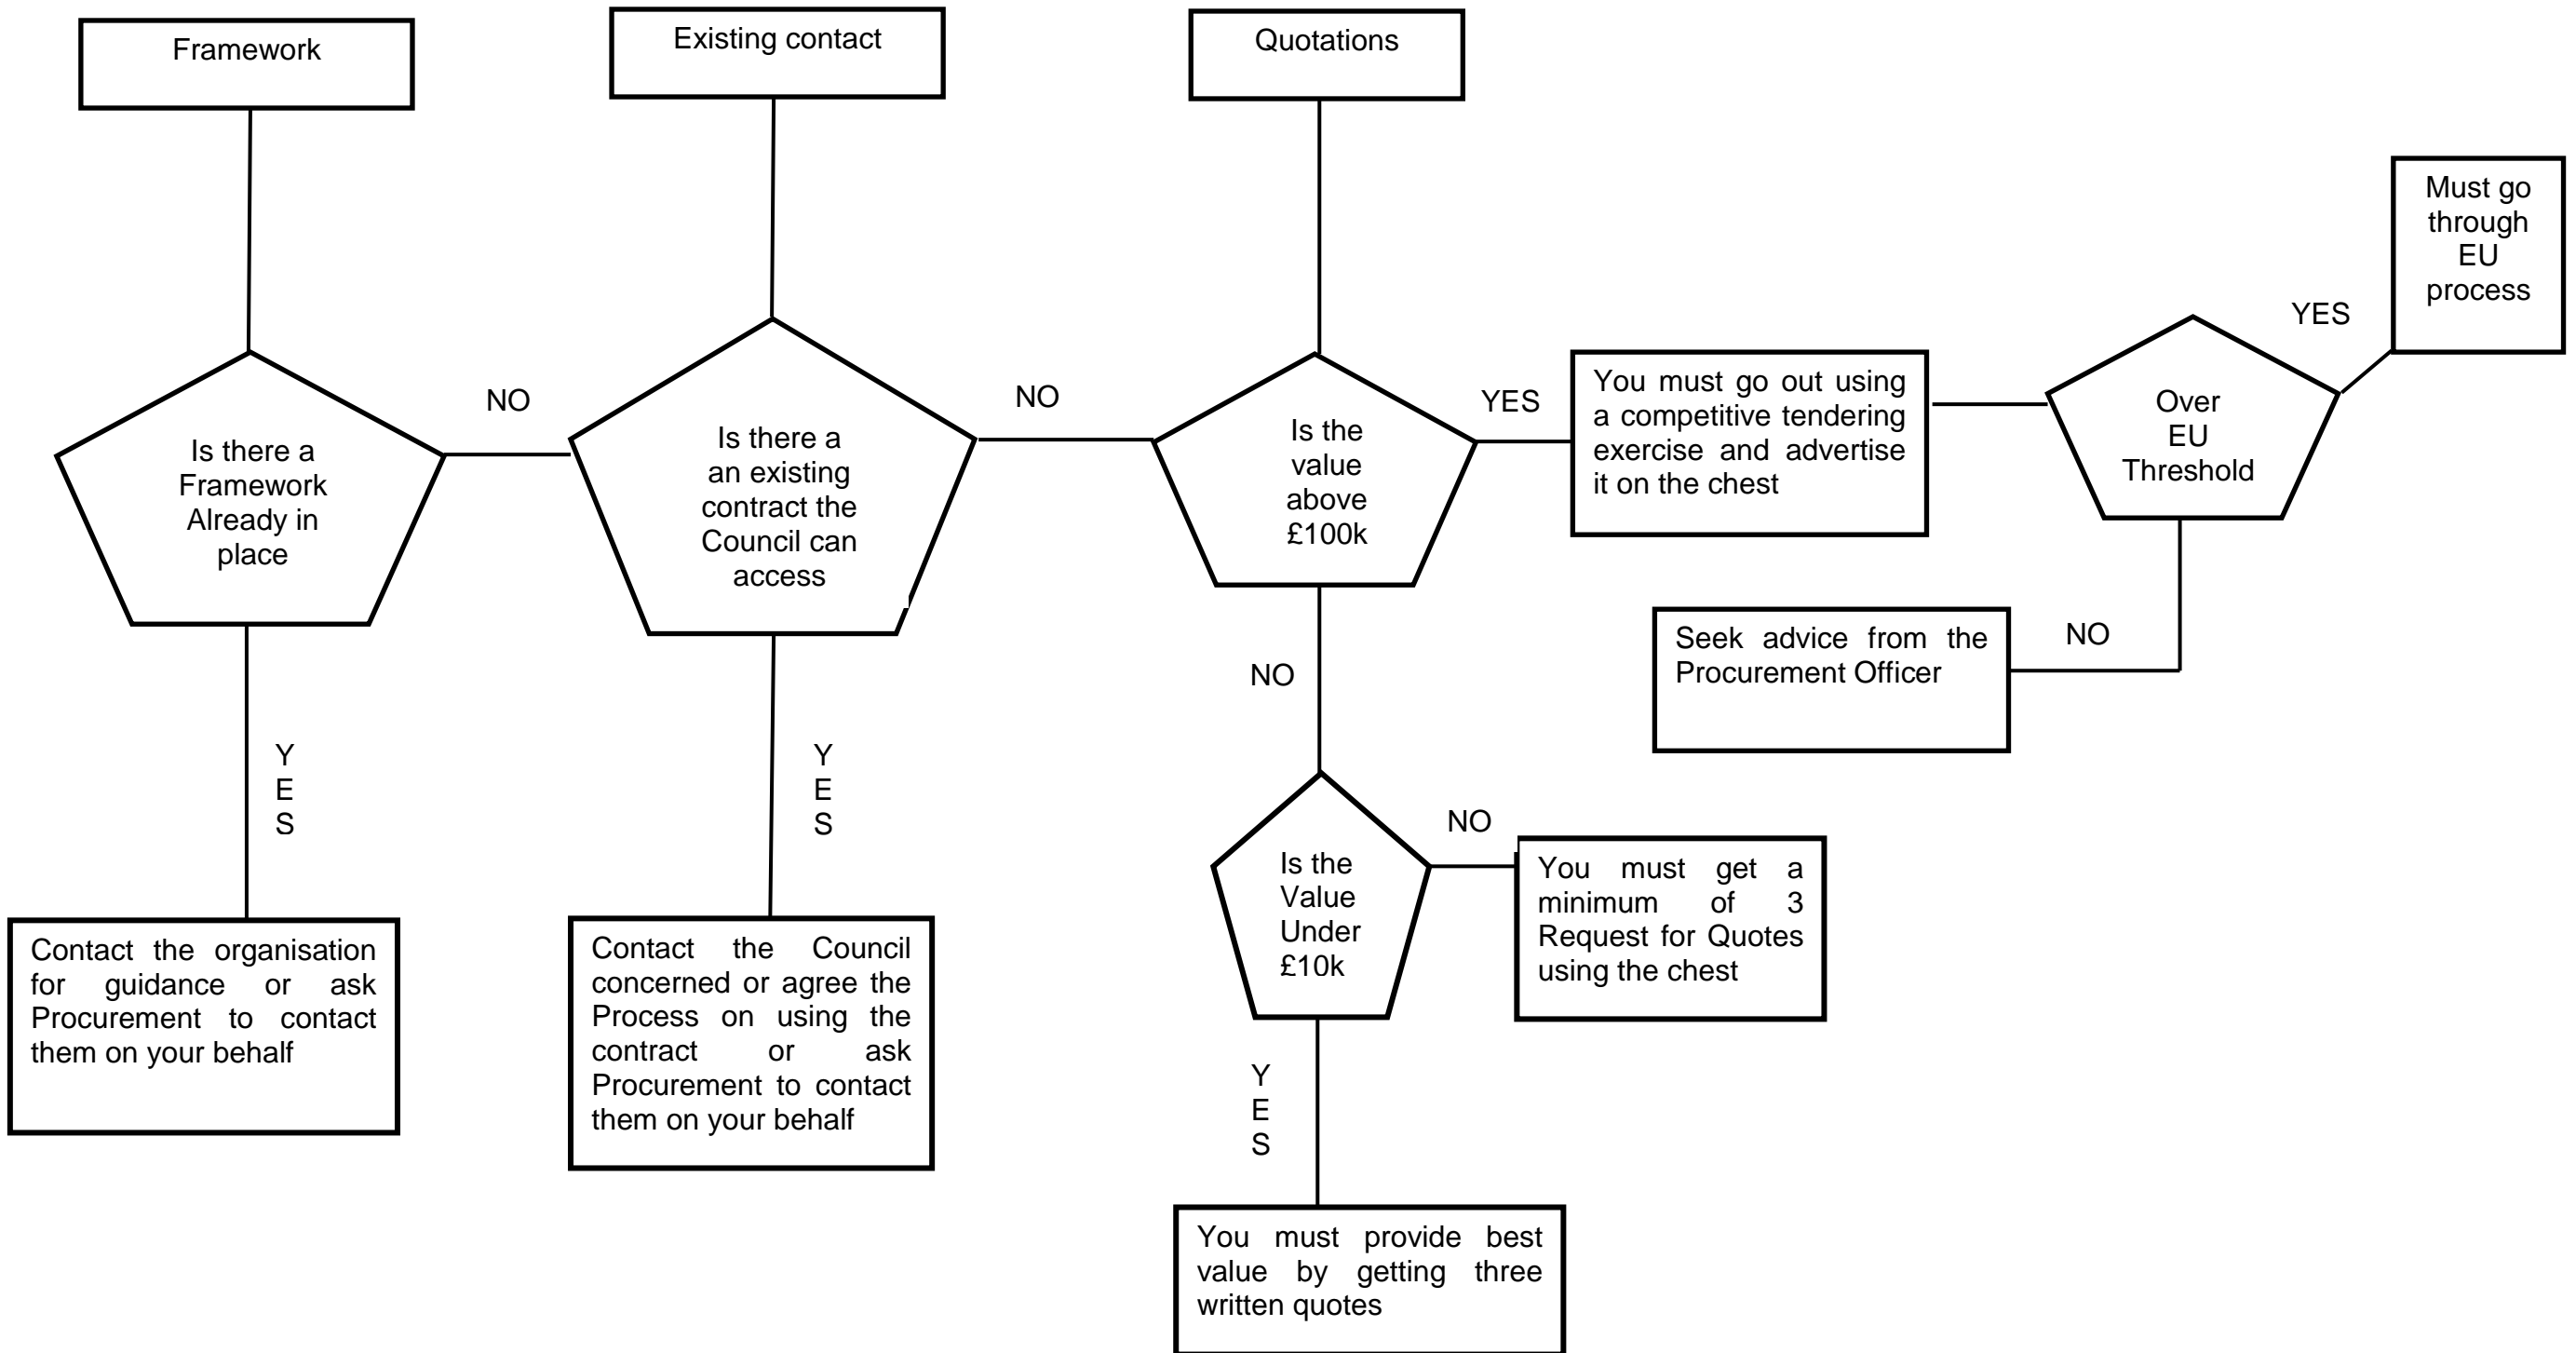 Framework
Existing contact
Quotations
Must go
through
EU
process
YES
Over
EU
Threshold
NO
Seek advice from the
Procurement Officer
You must go out using
a competitive tendering
exercise and advertise
it on the chest
YES
Is the
value
above
£100k
NO
Is there a
an existing
contract the
Council can
access
NO
Is there a
Framework
Already in
place
Y
E
S
Contact the organisation
for guidance or ask
Procurement to contact
them on your behalf
Y
E
S
Contact the Council
concerned or agree the
Process on using the
contract or ask
Procurement to contact
them on your behalf
NO
Is the
Value
Under
£10k
NO
You must get a
minimum of 3
Request for Quotes
using the chest
Y
E
S
You must provide best
value by getting three
written quotes